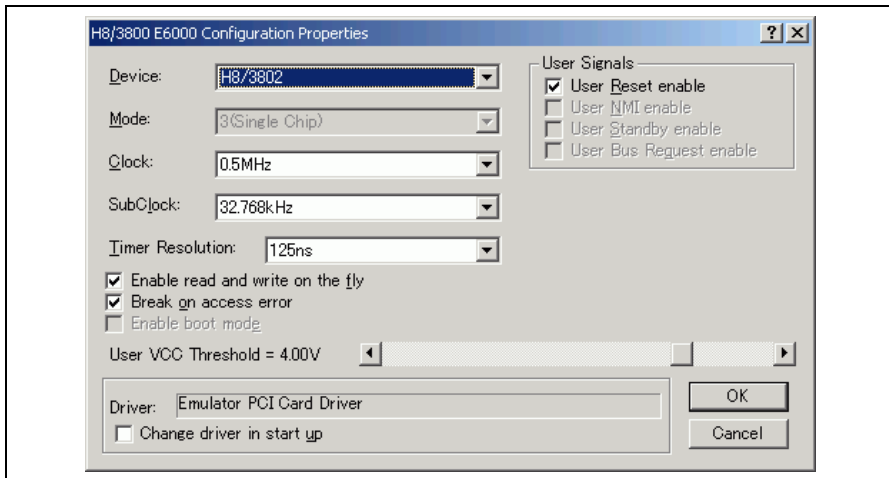 H8/3800 E6000 Configuration Properties
Device: H8/3802
Mode: 3(Single Chip)
Clock: 0.5MHz
SubClock: 32.768kHz
Timer Resolution: 125ns
Enable read and write on the fly
Break on access error
Enable boot mode
User VCC Threshold = 4.00V
User Signals
User Reset enable
User NMI enable
User Standby enable
User Bus Reguest enable
Driver: Emulator PCI Card Driver
Change driver in start up
OK
Cancel